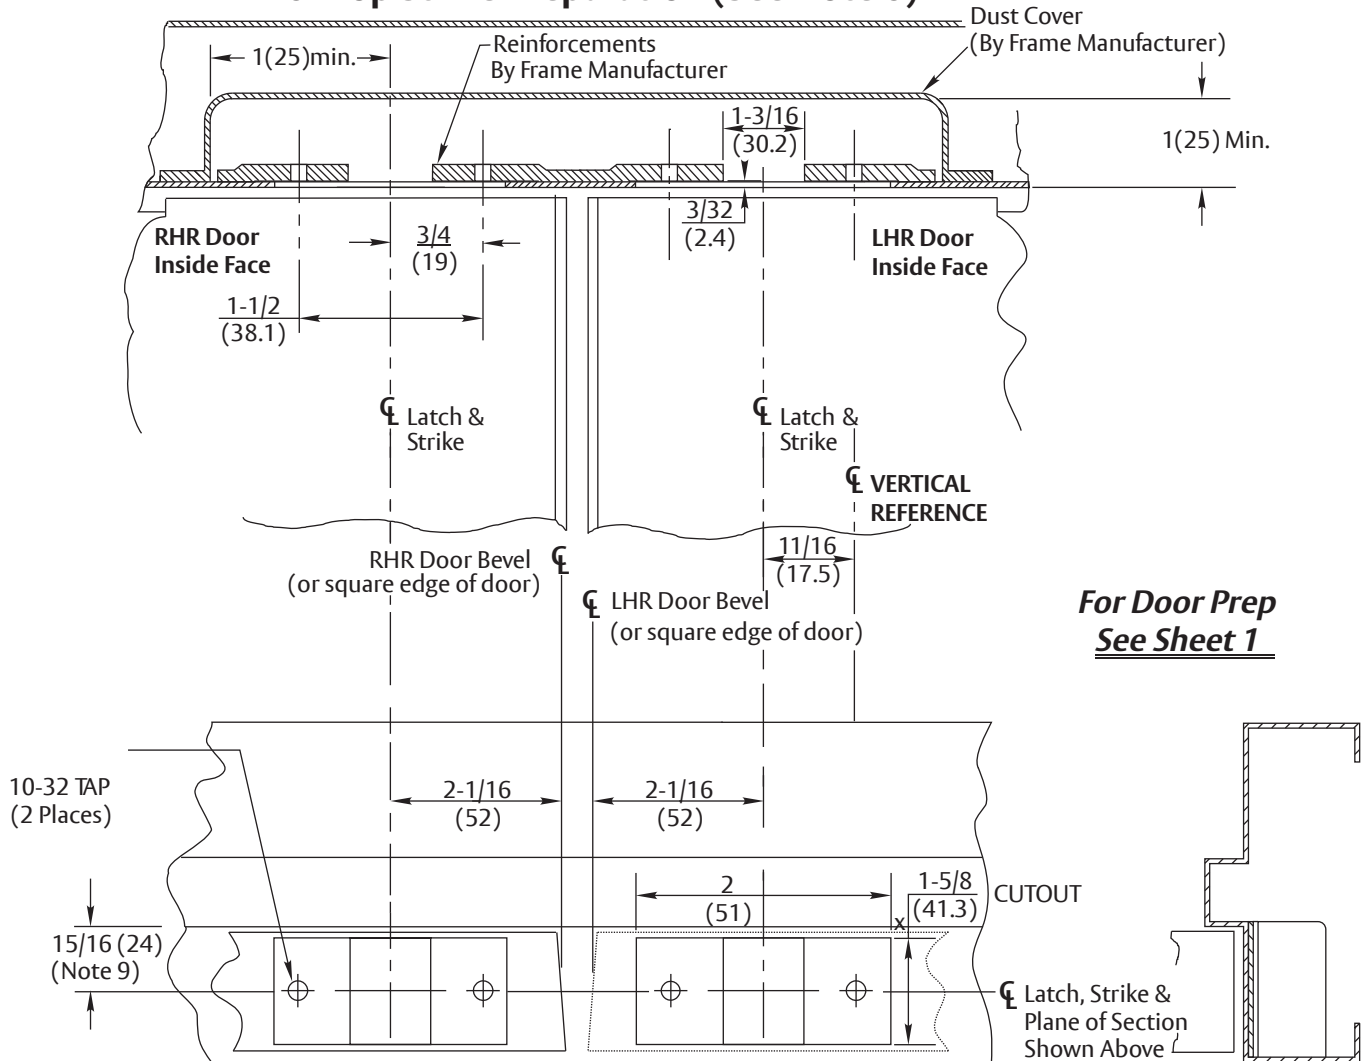 Dust Cover
(By Frame Manufacturer)
1(25)min.
Reinforcements
By Frame Manufacturer
1-3/16
(30.2)
1(25) Min.
3/32
(2.4)
RHR Door
Inside Face
3/4
(19)
LHR Door
Inside Face
1-1/2
(38.1)
℄ Latch &
Strike
℄ Latch &
Strike
℄ VERTICAL
REFERENCE
11/16
(17.5)
RHR Door Bevel ℄
(or square edge of door)
℄ LHR Door Bevel
(or square edge of door)
For Door Prep
See Sheet 1
10-32 TAP
(2 Places)
2-1/16
(52)
2-1/16
(52)
2
(51)
x
1-5/8
(41.3)
CUTOUT
15/16 (24)
(Note 9)
℄ Latch, Strike &
Plane of Section
Shown Above